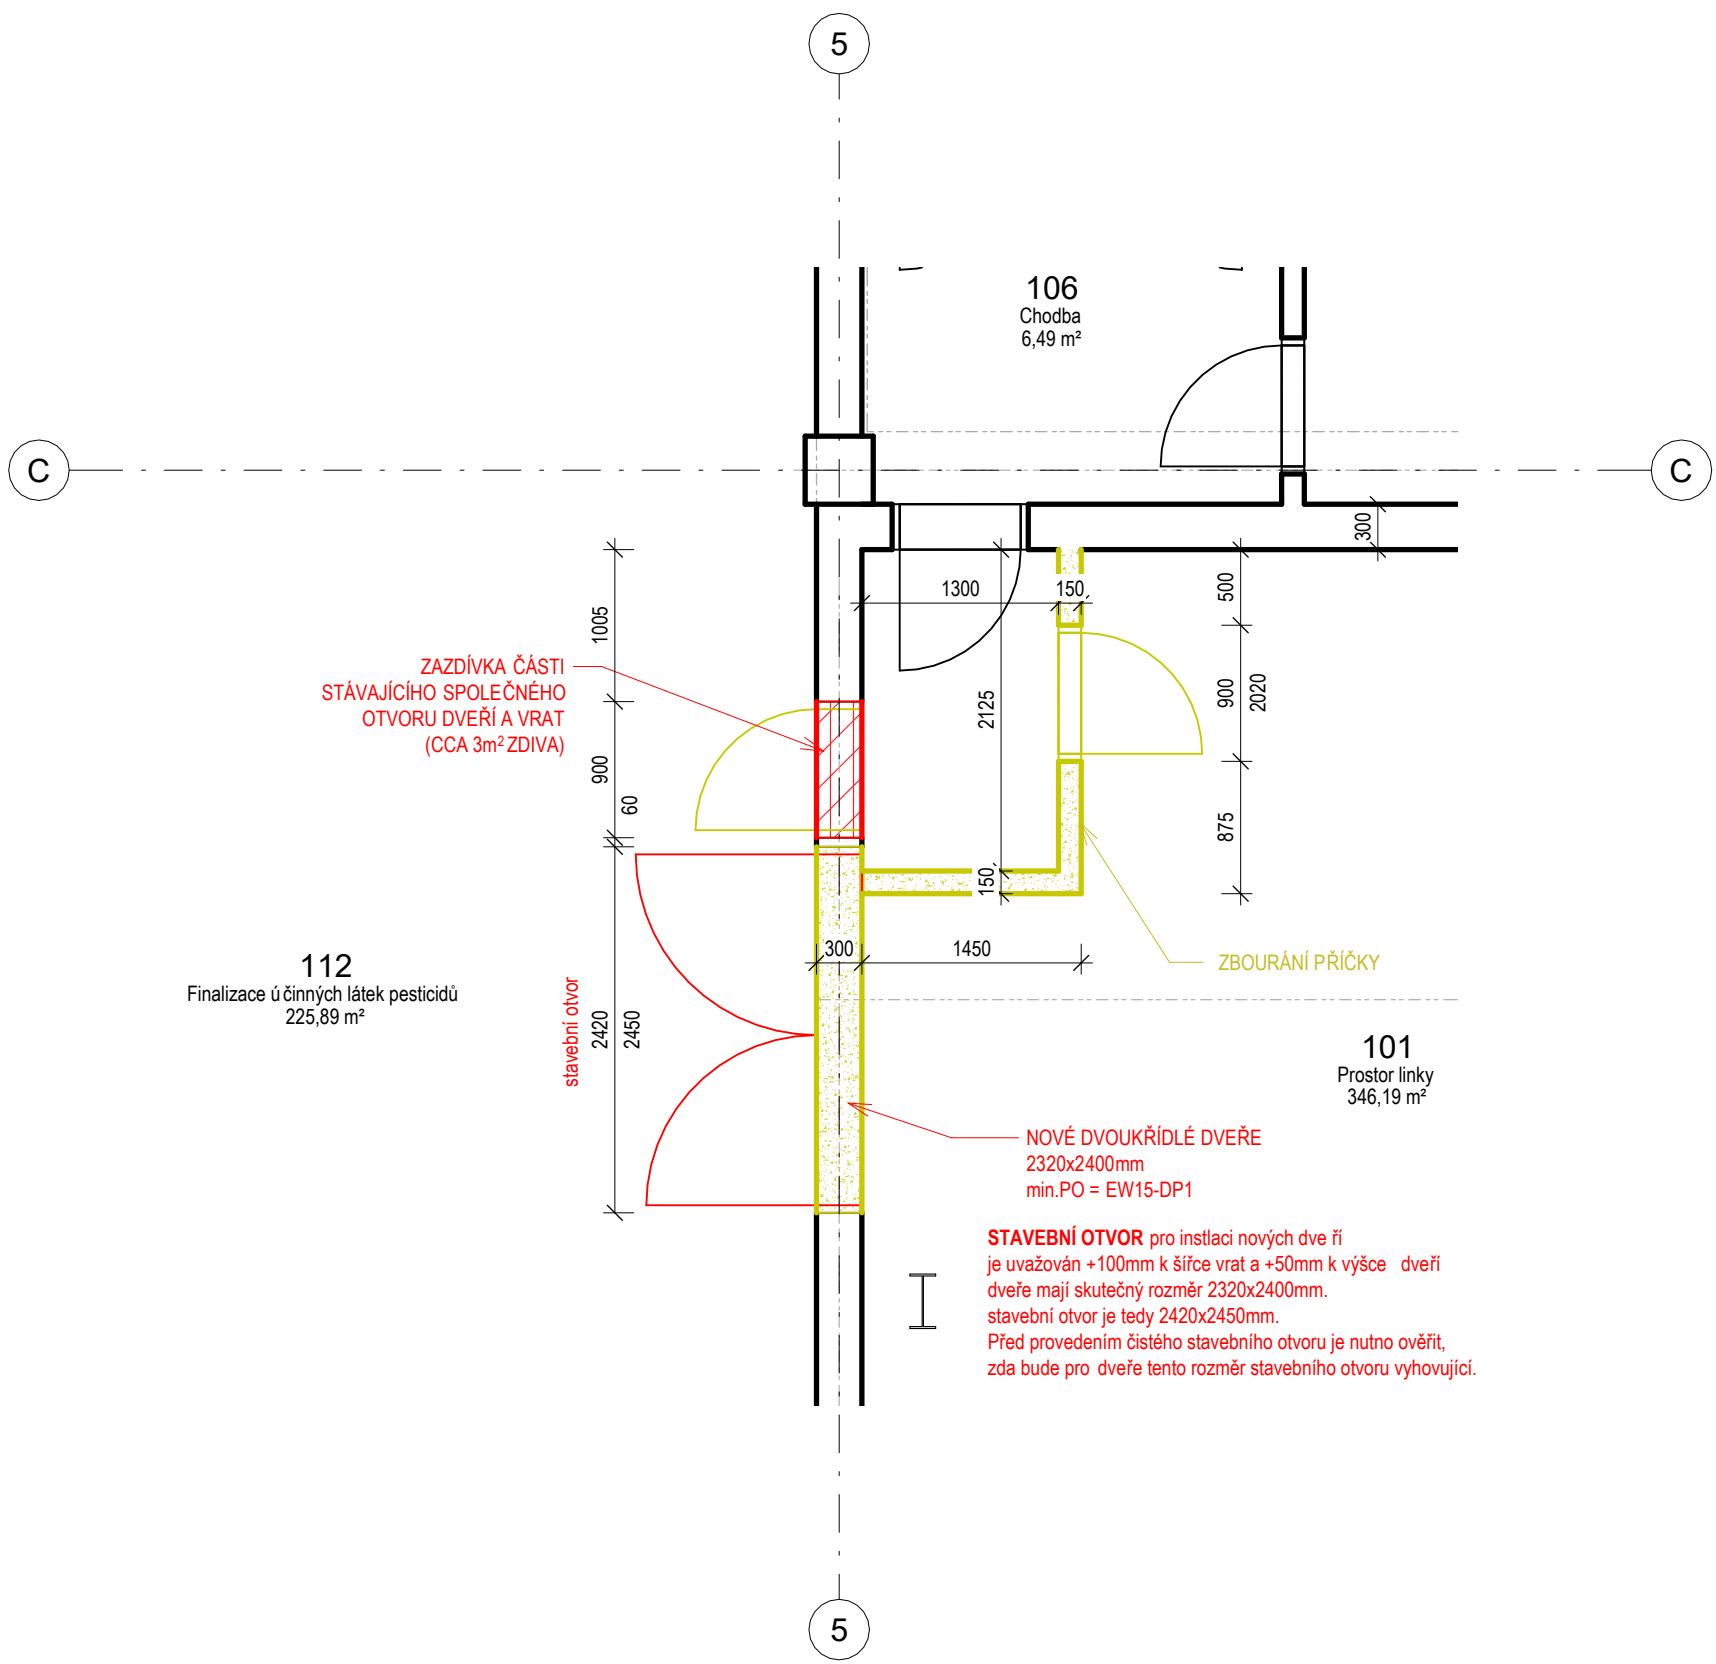 5
106
Chodba
6,49 m²
C
C
300
1300
150
500
1005
ZAZDÍVKA ČÁSTI
STÁVAJÍCÍHO SPOLEČNÉHO
OTVORU DVEŘÍ A VRAT
(CCA 3m² ZDIVA)
2125
900
2020
900
60
875
150
300
1450
ZBOURÁNÍ PŘÍČKY
112
Finalizace účinných látek pesticidů
225,89 m²
stavební otvor
2420
2450
101
Prostor linky
346,19 m²
NOVÉ DVOUKŘÍDLÉ DVEŘE
2320x2400mm
min.PO = EW15-DP1
STAVEBNÍ OTVOR pro instlaci nových dveří
je uvažován +100mm k šířce vrat a +50mm k výšce dveří
dveře mají skutečný rozměr 2320x2400mm.
stavební otvor je tedy 2420x2450mm.
Před provedením čistého stavebního otvoru je nutno ověřit,
zda bude pro dveře tento rozměr stavebního otvoru vyhovující.
5